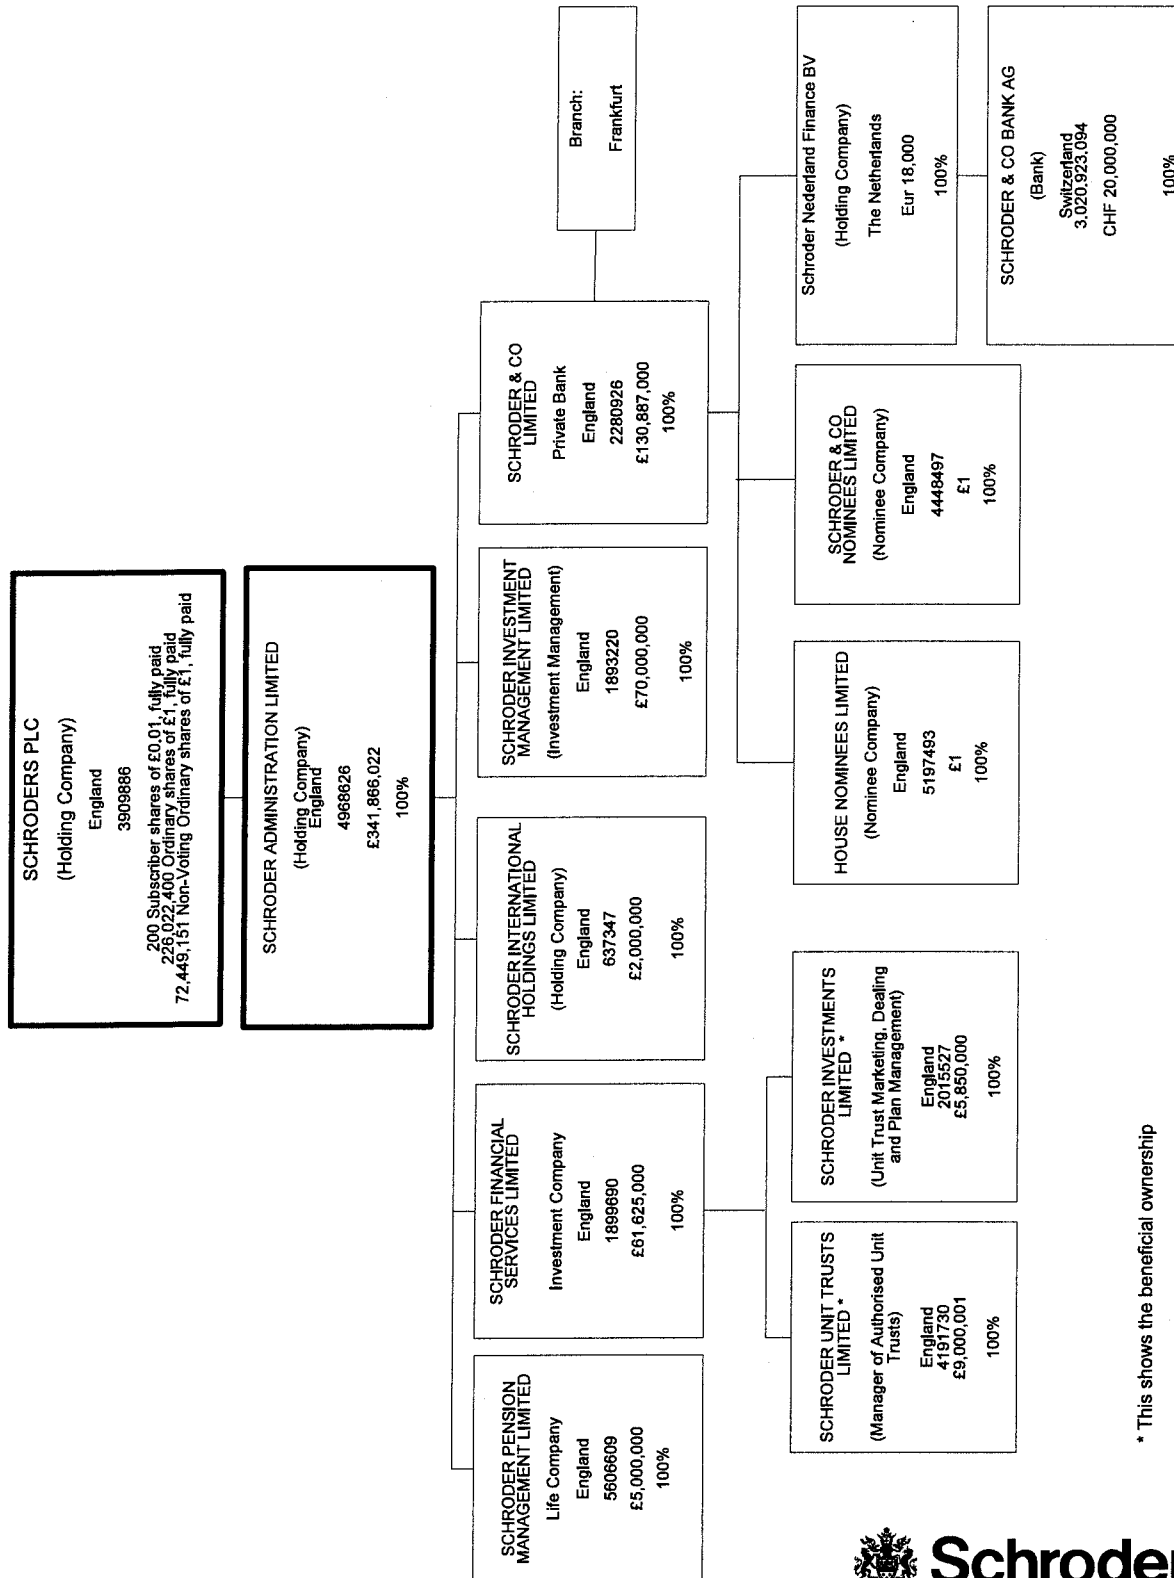 SCHRODERS PLC
(Holding Company)
England
3909886
200 Subscriber shares of £0.01, fully paid
226,022,400 Ordinary shares of £1, fully paid
72,449,151 Non-Voting Ordinary shares of £1, fully paid
SCHRODER ADMINISTRATION LIMITED
(Holding Company)
England
4968626
£341,866,022
100%
SCHRODER PENSION
MANAGEMENT LIMITED
Life Company
England
5606609
£5,000,000
100%
SCHRODER FINANCIAL
SERVICES LIMITED
Investment Company
England
1899690
£61,625,000
100%
SCHRODER INTERNATIONAL
HOLDINGS LIMITED
(Holding Company)
England
637347
£2,000,000
100%
SCHRODER INVESTMENT
MANAGEMENT LIMITED
(Investment Management)
England
1893220
£70,000,000
100%
SCHRODER & CO
LIMITED
Private Bank
England
2280926
£130,887,000
100%
Branch:
Frankfurt
SCHRODER UNIT TRUSTS
LIMITED *
(Manager of Authorised Unit
Trusts)
England
4191730
£9,000,001
100%
SCHRODER INVESTMENTS
LIMITED *
(Unit Trust Marketing, Dealing
and Plan Management)
England
2015527
£5,850,000
100%
HOUSE NOMINEES LIMITED
(Nominee Company)
England
5197493
£1
100%
SCHRODER & CO
NOMINEES LIMITED
(Nominee Company)
England
4448497
£1
100%
Schroder Nederland Finance BV
(Holding Company)
The Netherlands
Eur 18,000
100%
SCHRODER & CO BANK AG
(Bank)
Switzerland
3.020.923.094
CHF 20,000,000
100%
* This shows the beneficial ownership
Schroder